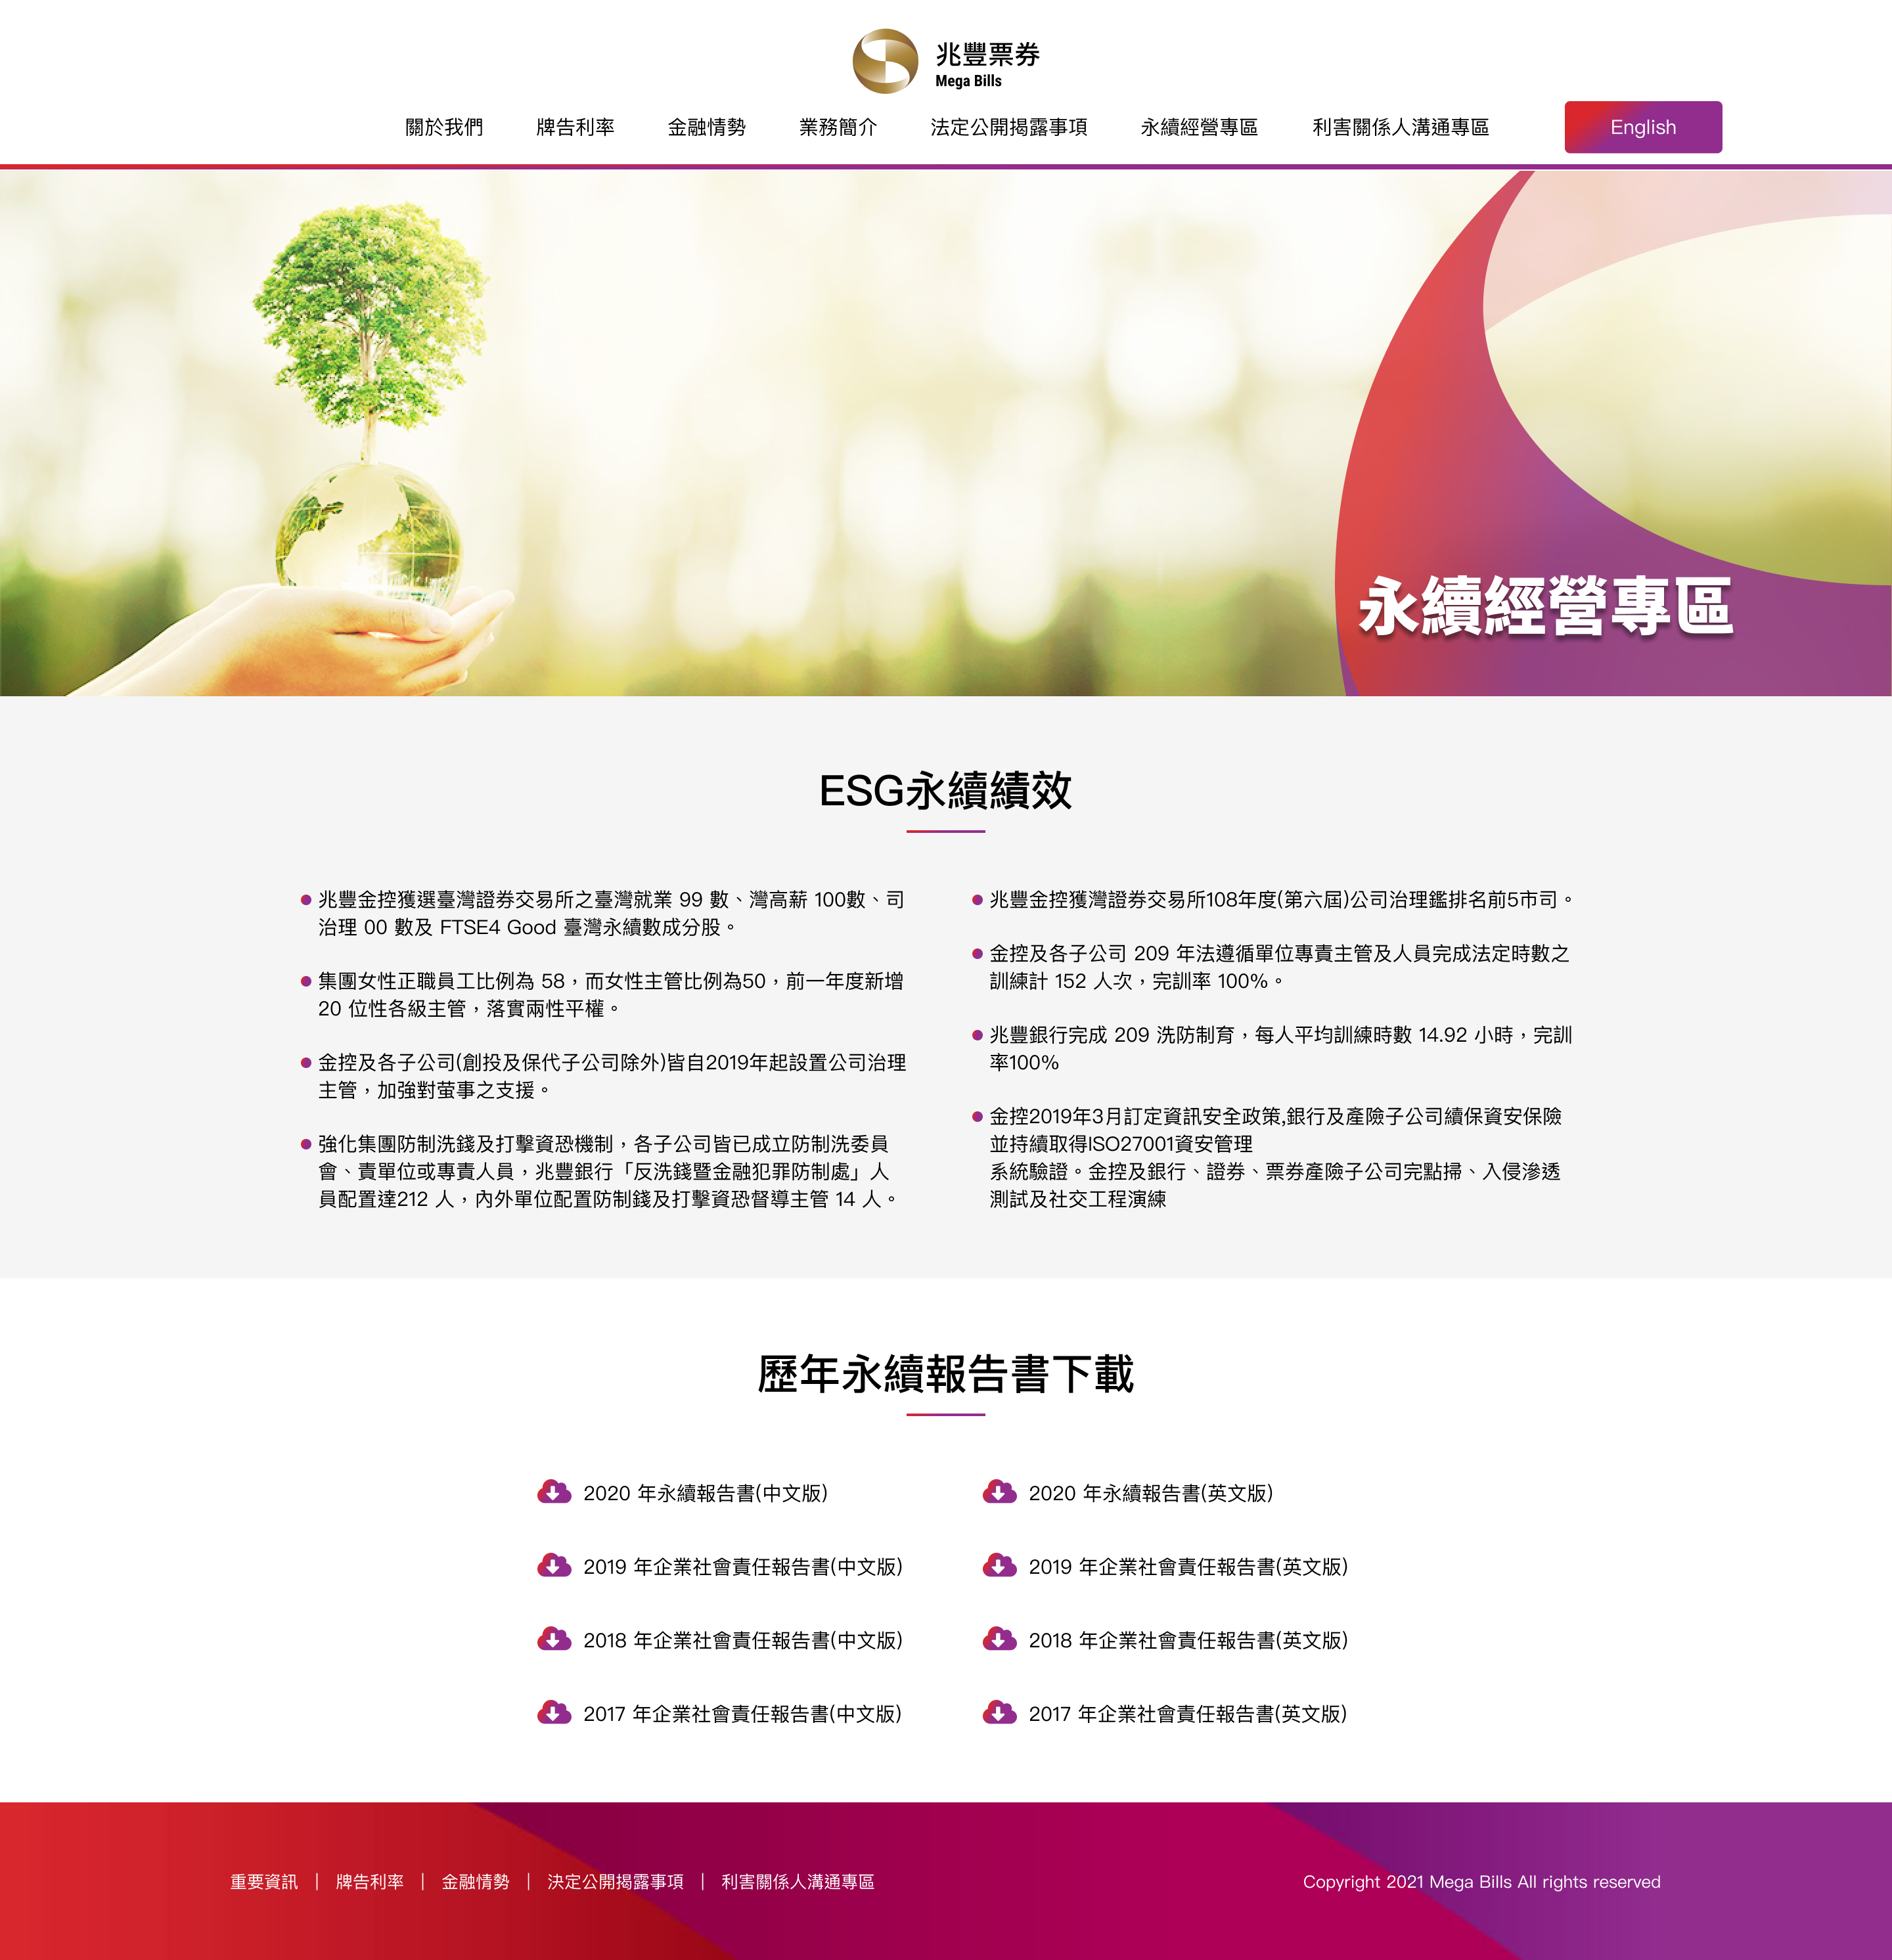 兆豐票券
Mega Bills
關於我們
牌告利率
金融情勢
業務簡介
法定公開揭露事項
永續經營專區
利害關係人溝通專區
English
永續經營專區
ESG永續績效
兆豐金控獲選臺灣證券交易所之臺灣就業 99 數、灣高薪 100數、司
治理 00 數及 FTSE4 Good 臺灣永續數成分股。
集團女性正職員工比例為 58，而女性主管比例為50，前一年度新增
20 位性各級主管，落實兩性平權。
金控及各子公司(創投及保代子公司除外)皆自2019年起設置公司治理
主管，加強對萤事之支援。
強化集團防制洗錢及打擊資恐機制，各子公司皆已成立防制洗委員
會、責單位或專責人員，兆豐銀行「反洗錢暨金融犯罪防制處」人
員配置達212 人，內外單位配置防制錢及打擊資恐督導主管 14 人。
兆豐金控獲灣證券交易所108年度(第六屆)公司治理鑑排名前5市司。
金控及各子公司 209 年法遵循單位專責主管及人員完成法定時數之
訓練計 152 人次，完訓率 100%。
兆豐銀行完成 209 洗防制育，每人平均訓練時數 14.92 小時，完訓
率100%
金控2019年3月訂定資訊安全政策,銀行及產險子公司續保資安保險
並持續取得ISO27001資安管理
系統驗證。金控及銀行、證券、票券產險子公司完點掃、入侵滲透
測試及社交工程演練
歷年永續報告書下載
2020 年永續報告書(中文版)
2020 年永續報告書(英文版)
2019 年企業社會責任報告書(中文版)
2019 年企業社會責任報告書(英文版)
2018 年企業社會責任報告書(中文版)
2018 年企業社會責任報告書(英文版)
2017 年企業社會責任報告書(中文版)
2017 年企業社會責任報告書(英文版)
重要資訊 | 牌告利率 | 金融情勢 | 決定公開揭露事項 | 利害關係人溝通專區
Copyright 2021 Mega Bills All rights reserved